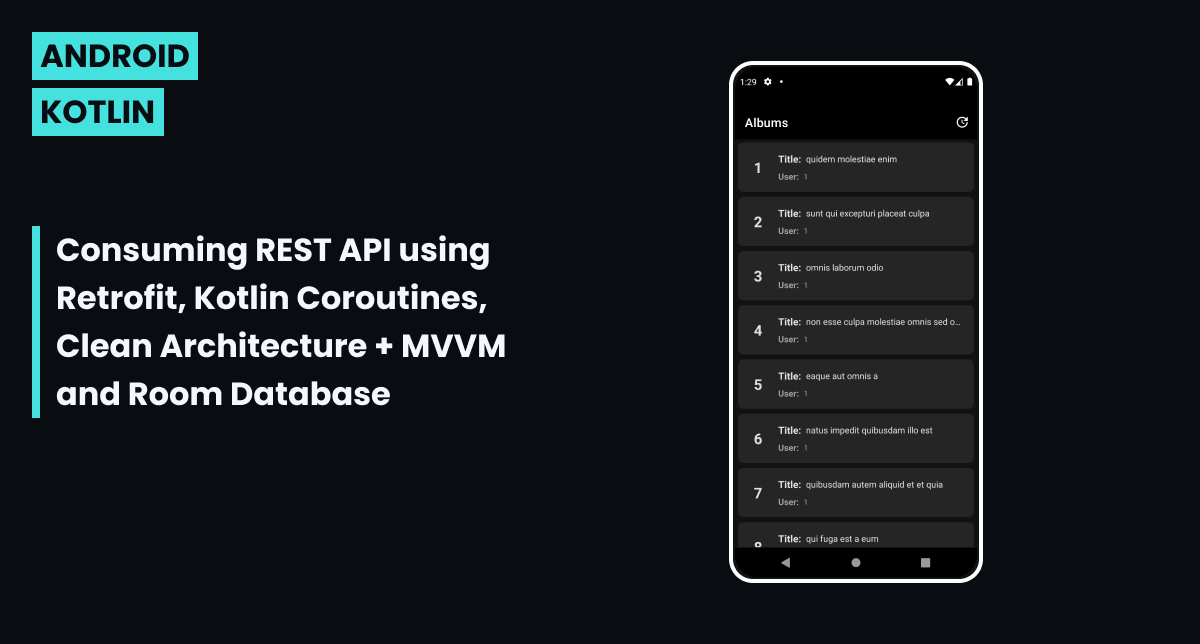 ANDROID
KOTLIN
Consuming REST API using
Retrofit, Kotlin Coroutines,
Clean Architecture + MVVM
and Room Database
1:29
Albums
1
Title: quidem molestiae enim
User: 1
2
Title: sunt qui excepturi placeat culpa
User: 1
3
Title: omnis laborum odio
User: 1
4
Title: non esse culpa molestiae omnis sed o...
User: 1
5
Title: eaque aut omnis a
User: 1
6
Title: natus impedit quibusdam illo est
User: 1
7
Title: quibusdam autem aliquid et et quia
User: 1
8
Title: qui fuga est a eum